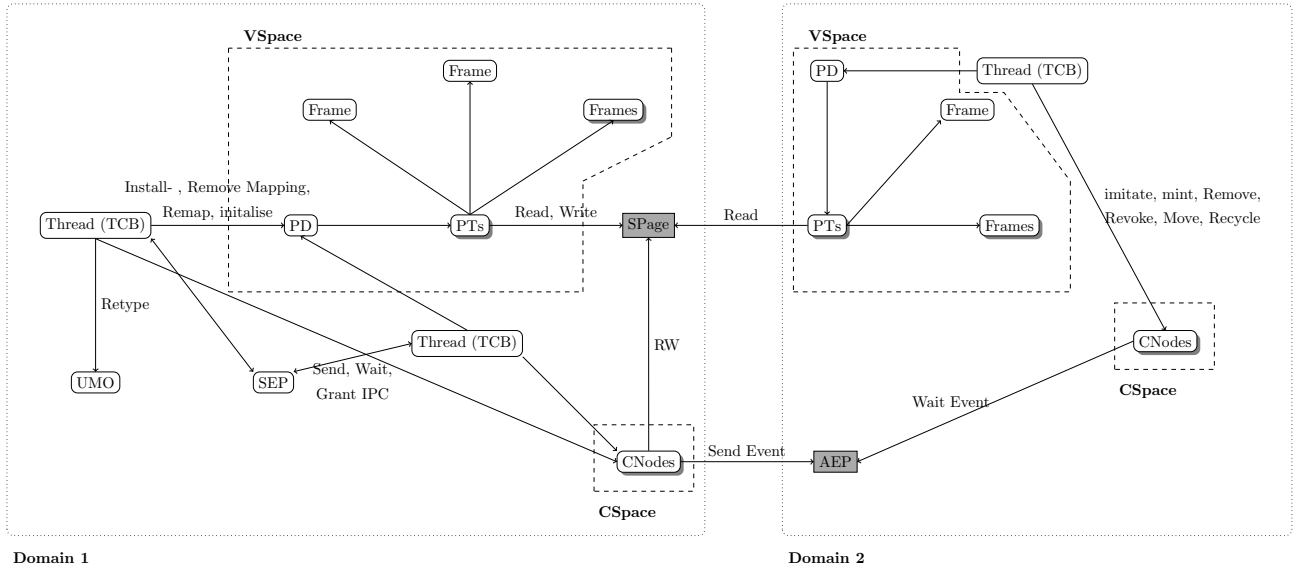 VSpace
Frame
Frame
Frames
Install- , Remove Mapping,
Remap, initalise
Thread (TCB)
PD
PTs
Read, Write
SPage
Retype
Thread (TCB)
RW
UMO
SEP
Send, Wait,
Grant IPC
CNodes
Send Event
CSpace
Domain 1
VSpace
PD
Thread (TCB)
Frame
imitate, mint, Remove,
Revoke, Move, Recycle
Read
PTs
Frames
CNodes
CSpace
Wait Event
AEP
Domain 2